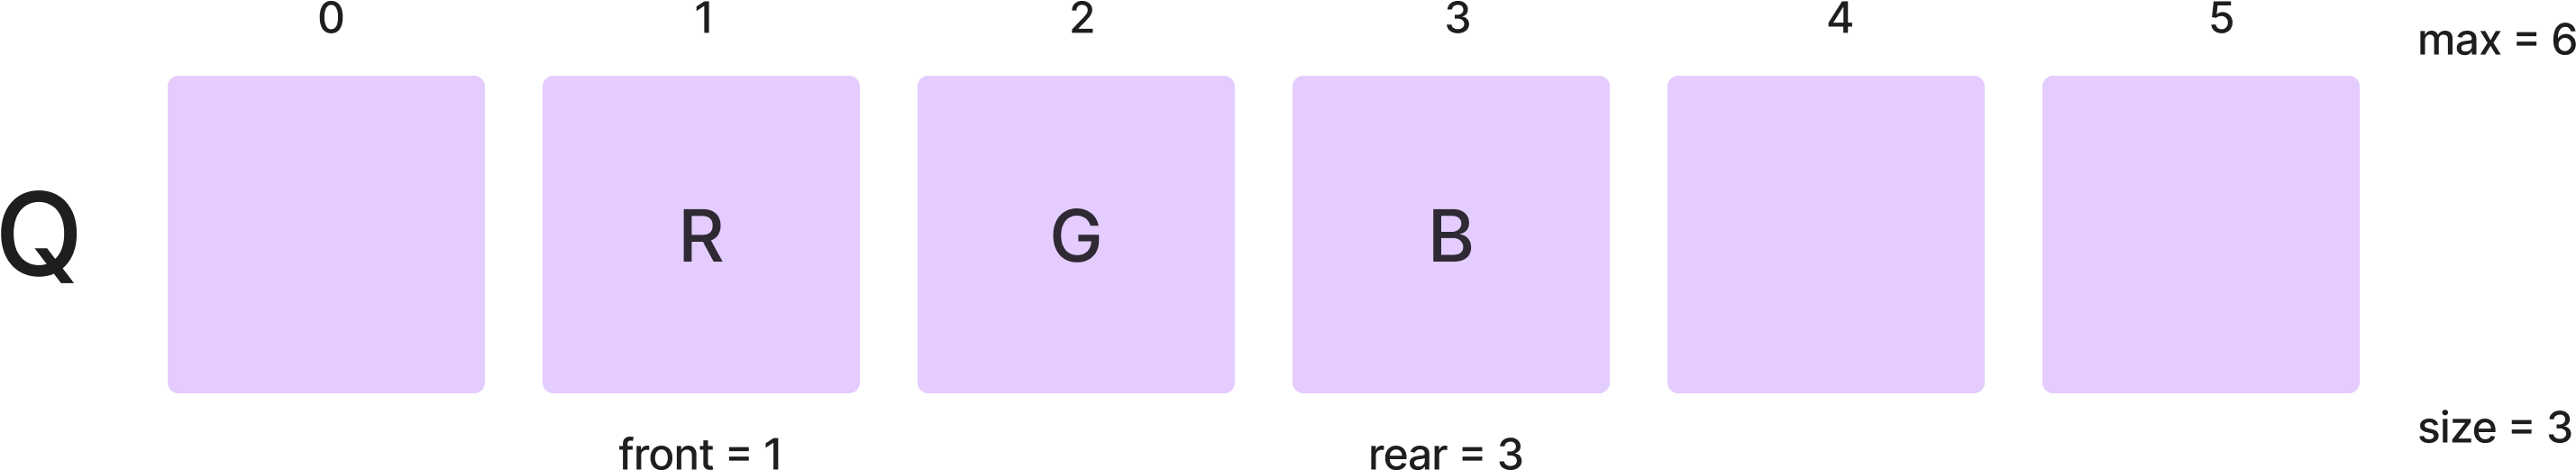 0 1 2 3 4 5
max = 6
Q R G B
size = 3
front = 1 rear = 3